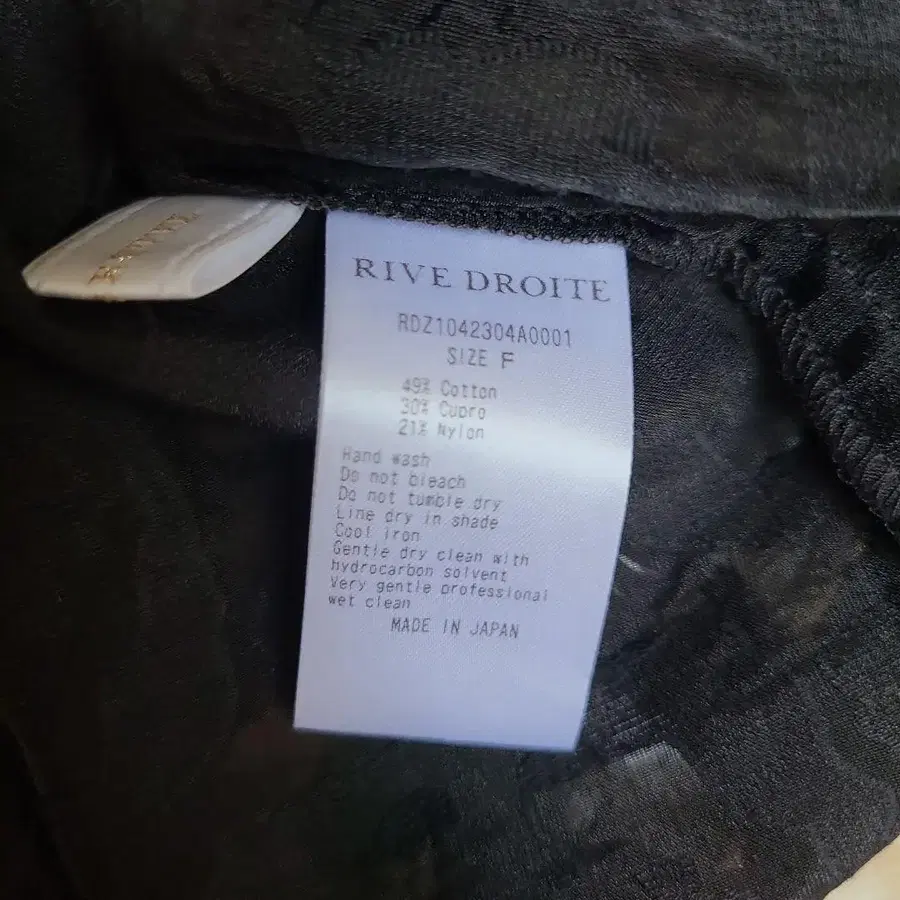 RIVE DROITE
RDZ1042304A0001
SIZE F
49% Cotton
30% Cupro
21% Nylon
Hand wash
Do not bleach
Do not tumble dry
Line dry in shade
Cool iron
Gentle dry clean with
hydrocarbon solvent
Very gentle professional
wet clean
MADE IN JAPAN